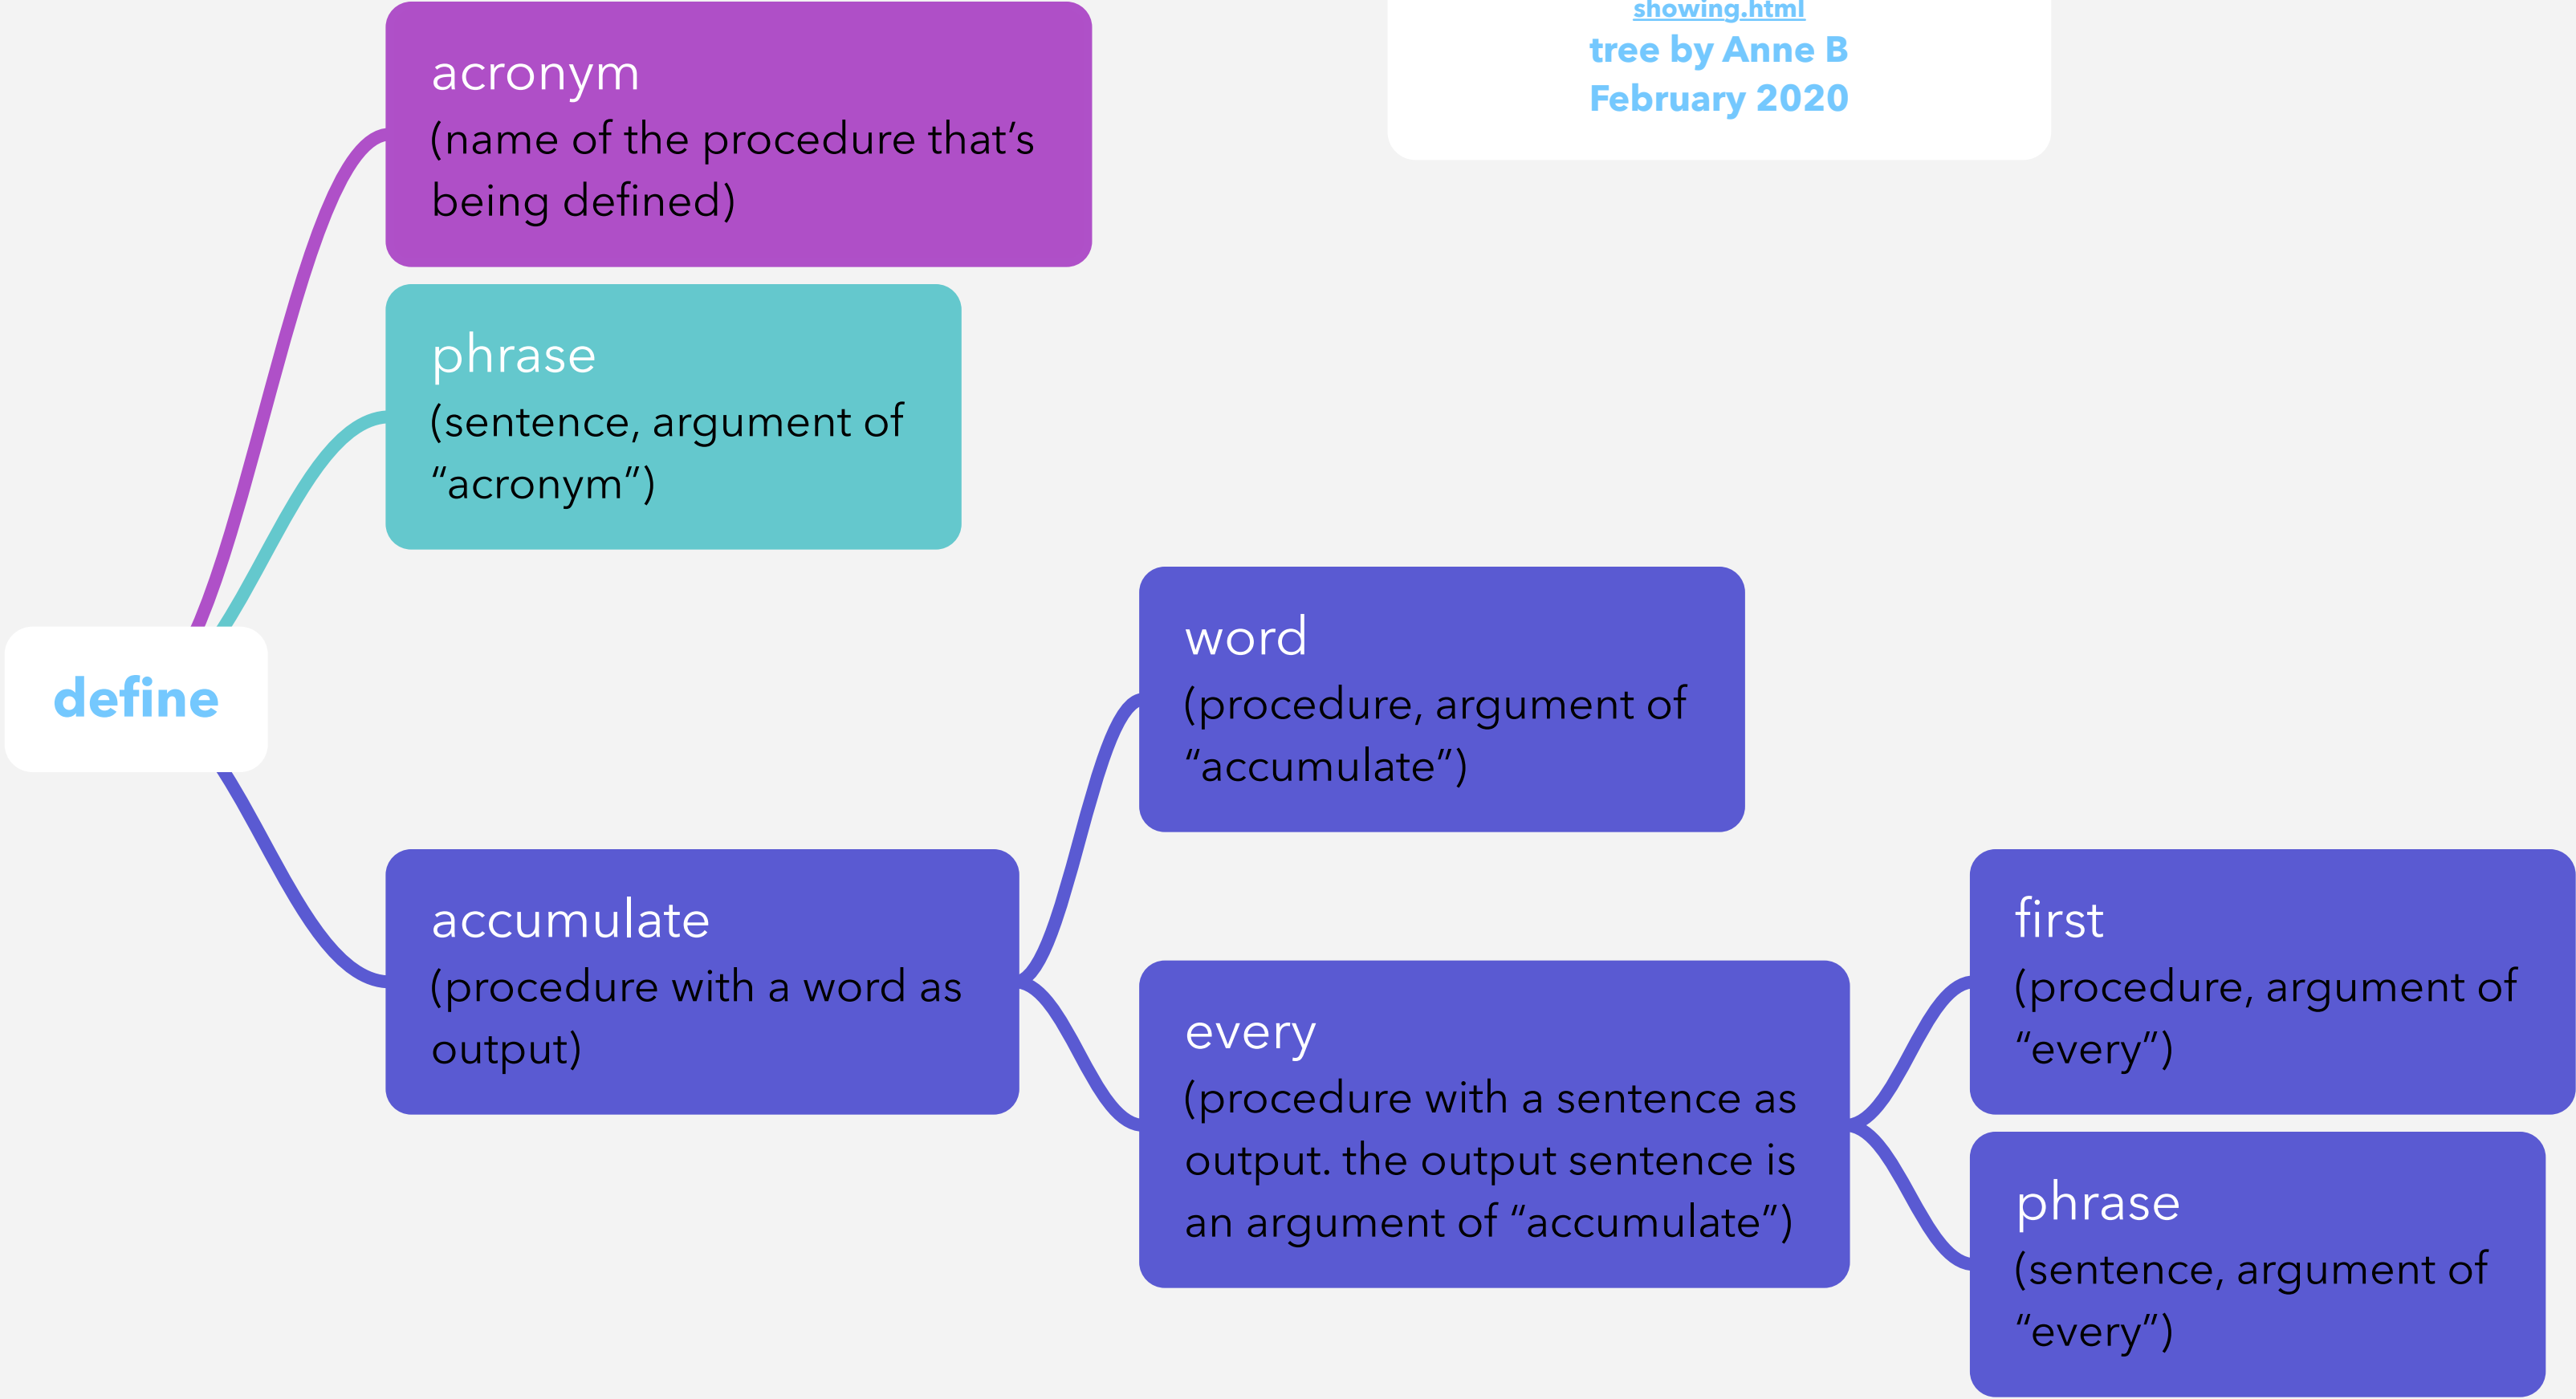 showing.html
tree by Anne B
February 2020
acronym
(name of the procedure that’s
being defined)
phrase
(sentence, argument of
“acronym”)
define
accumulate
(procedure with a word as
output)
word
(procedure, argument of
“accumulate”)
every
(procedure with a sentence as
output. the output sentence is
an argument of “accumulate”)
first
(procedure, argument of
“every”)
phrase
(sentence, argument of
“every”)